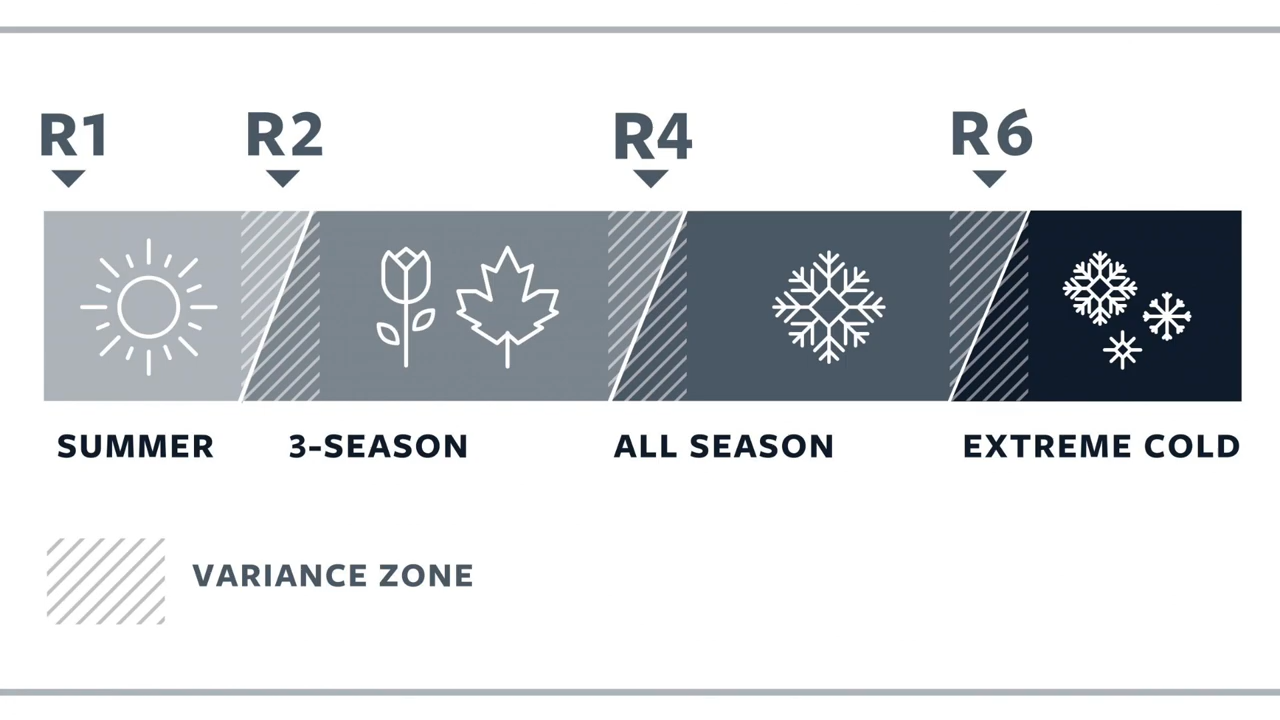 R1 R2 R4 R6
SUMMER 3-SEASON ALL SEASON EXTREME COLD
VARIANCE ZONE